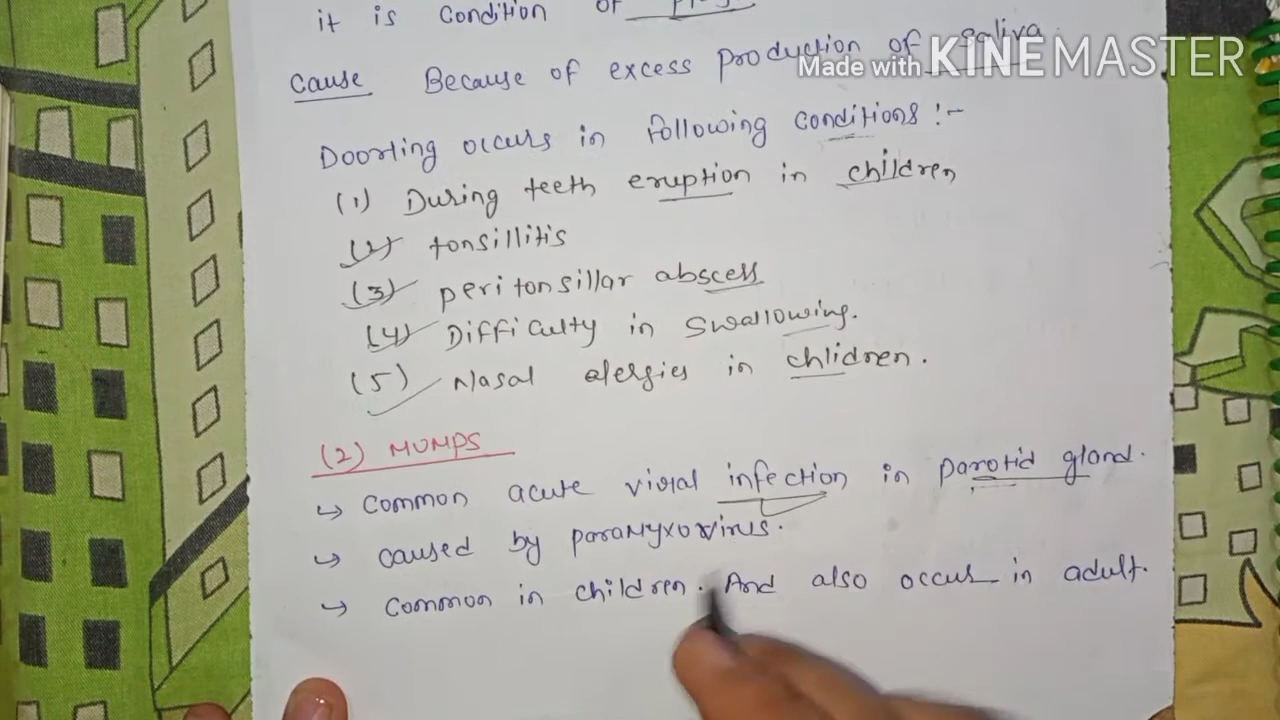 it is condition of
cause Because of excess production of saliva.
Made with KINEMASTER
Doorling occurs in following conditions :-
(1) During teeth eruption in children
(2) tonsillitis
(3) peritonsillar abscess
(4) Difficulty in swallowing.
(5) Nasal alergies in chlidren.
(2) MUMPS
→ common acute viral infection in parotid gland.
→ caused by paramyxovirus.
→ common in children. And also occus in adult.